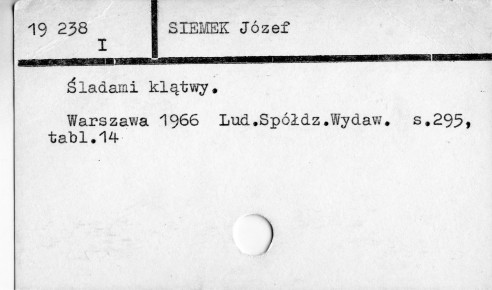 19 238 SIEMEK Józef
I
Śladami klątwy.
Warszawa 1966 Lud.Spółdz.Wydaw. s.295,
tabl.14